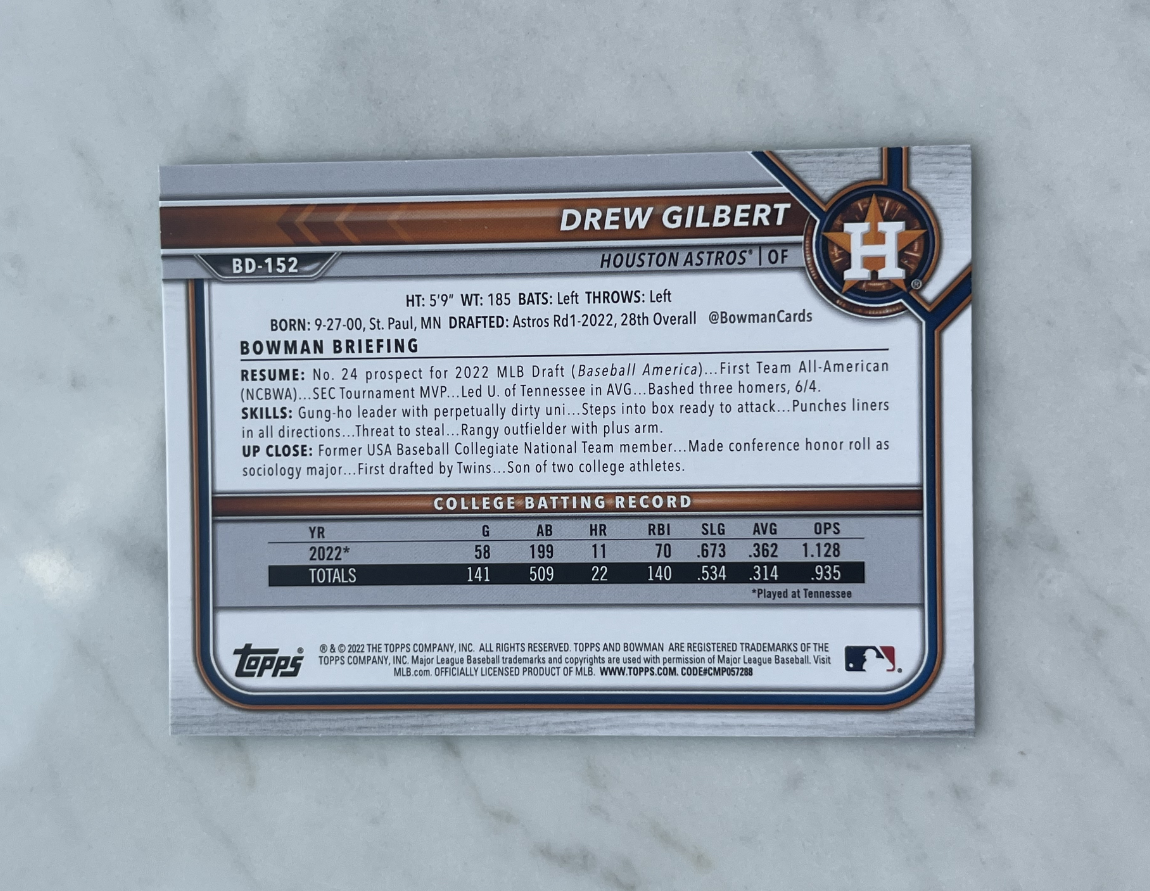 DREW GILBERT
BD-152
HOUSTON ASTROS® | OF
H ®
HT: 5'9" WT: 185 BATS: Left THROWS: Left
BORN: 9-27-00, St. Paul, MN DRAFTED: Astros Rd1-2022, 28th Overall @BowmanCards
BOWMAN BRIEFING
RESUME: No. 24 prospect for 2022 MLB Draft (Baseball America)...First Team All-American
(NCBWA)...SEC Tournament MVP...Led U. of Tennessee in AVG...Bashed three homers, 6/4.
SKILLS: Gung-ho leader with perpetually dirty uni...Steps into box ready to attack...Punches liners
in all directions...Threat to steal...Rangy outfielder with plus arm.
UP CLOSE: Former USA Baseball Collegiate National Team member...Made conference honor roll as
sociology major...First drafted by Twins...Son of two college athletes.
COLLEGE BATTING RECORD
YR G AB HR RBI SLG AVG OPS
2022* 58 199 11 70 .673 .362 1.128
TOTALS 141 509 22 140 .534 .314 .935
*Played at Tennessee
Topps®
® & © 2022 THE TOPPS COMPANY, INC. ALL RIGHTS RESERVED. TOPPS AND BOWMAN ARE REGISTERED TRADEMARKS OF THE
TOPPS COMPANY, INC. Major League Baseball trademarks and copyrights are used with permission of Major League Baseball. Visit
MLB.com. OFFICIALLY LICENSED PRODUCT OF MLB. WWW.TOPPS.COM. CODE#CMP057288